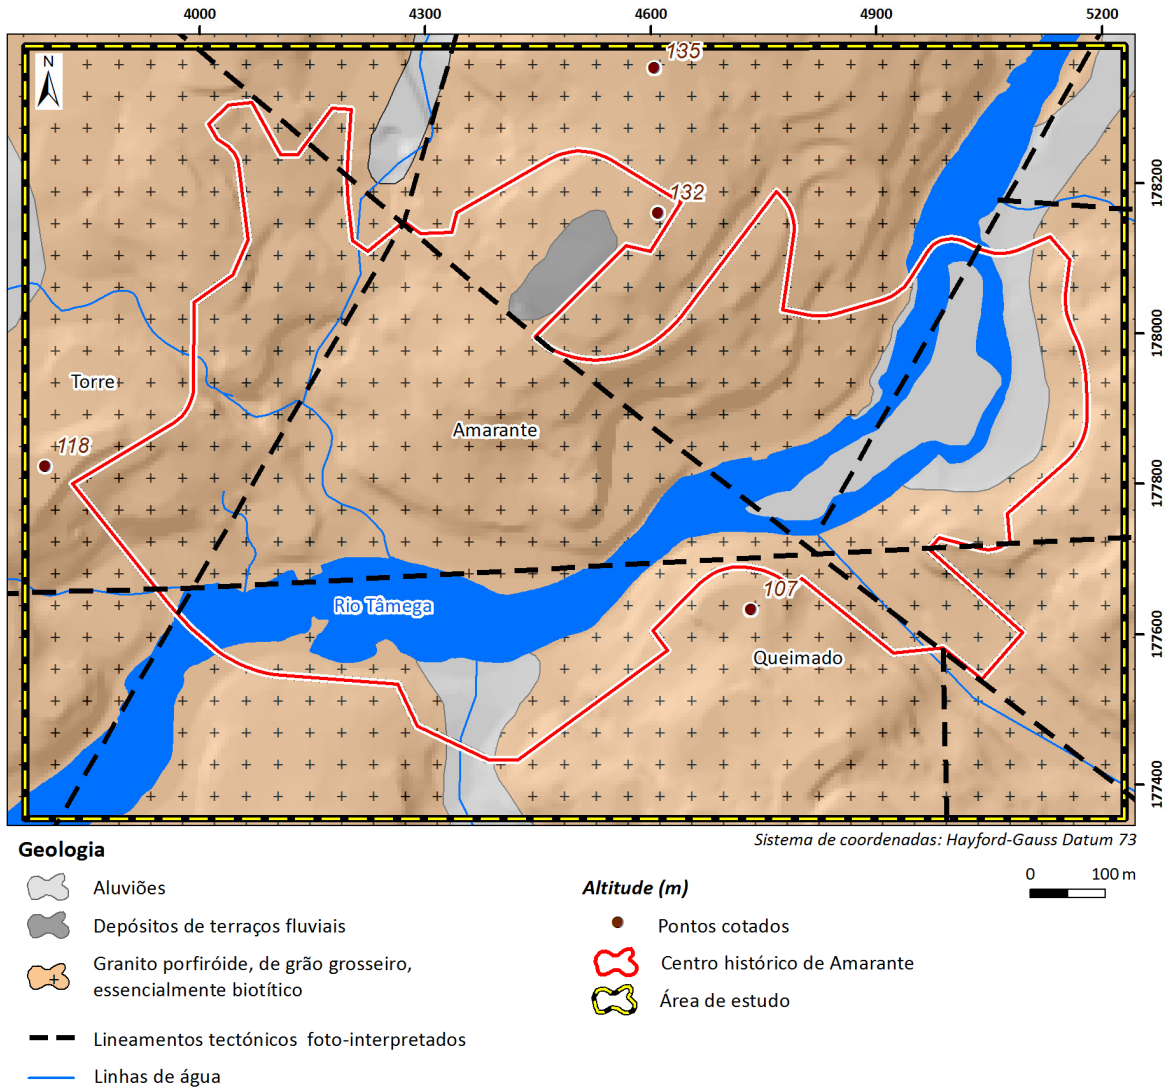 4000 4300 4600 4900 5200
N
135
132
178200
178000
Torre
118
Amarante
177800
Rio Tâmega
107
177600
Queimado
177400
Sistema de coordenadas: Hayford-Gauss Datum 73
Geologia
Aluviões
Depósitos de terraços fluviais
Granito porfiróide, de grão grosseiro,
essencialmente biotítico
Lineamentos tectónicos foto-interpretados
Linhas de água
Altitude (m)
Pontos cotados
Centro histórico de Amarante
Área de estudo
0 100 m